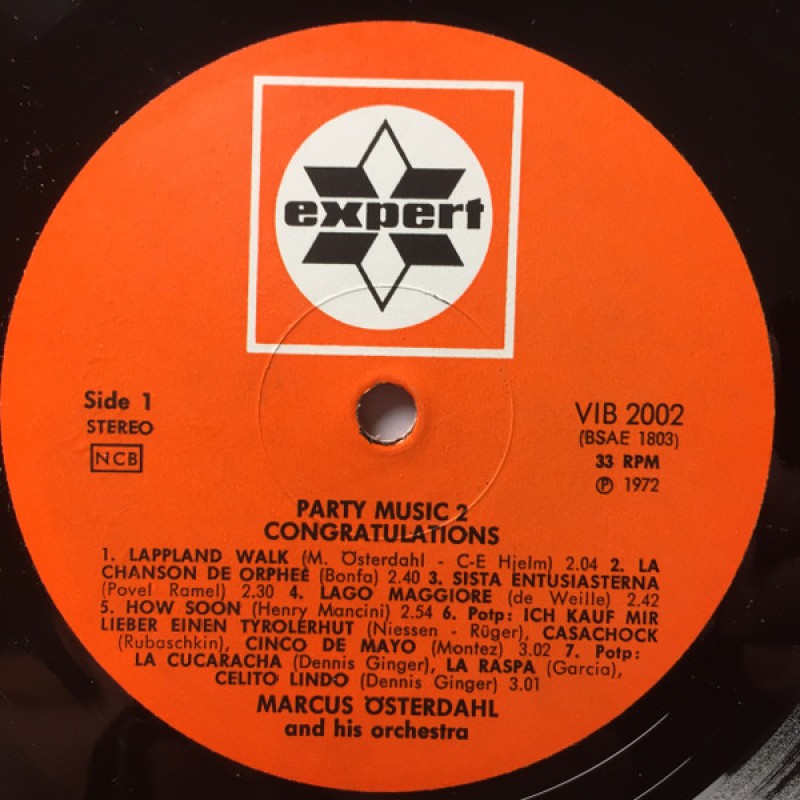 expert
Side 1
STEREO
NCB
VIB 2002
(BSAE 1803)
33 RPM
Ⓟ 1972
PARTY MUSIC 2
CONGRATULATIONS
1. LAPPLAND WALK (M. Österdahl - C-E Hjelm) 2.04 2. LA
CHANSON DE ORPHEÉ (Bonfa) 2.40 3. SISTA ENTUSIASTERNA
(Povel Ramel) 2.30 4. LAGO MAGGIORE (de Weille) 2.42
5. HOW SOON (Henry Mancini) 2.54 6. Potp: ICH KAUF MIR
LIEBER EINEN TYROLERHUT (Niessen - Rüger), CASACHOCK
(Rubaschkin), CINCO DE MAYO (Montez) 3.02 7. Potp:
LA CUCARACHA (Dennis Ginger), LA RASPA (Garcia),
CELITO LINDO (Dennis Ginger) 3.01
MARCUS ÖSTERDAHL
and his orchestra